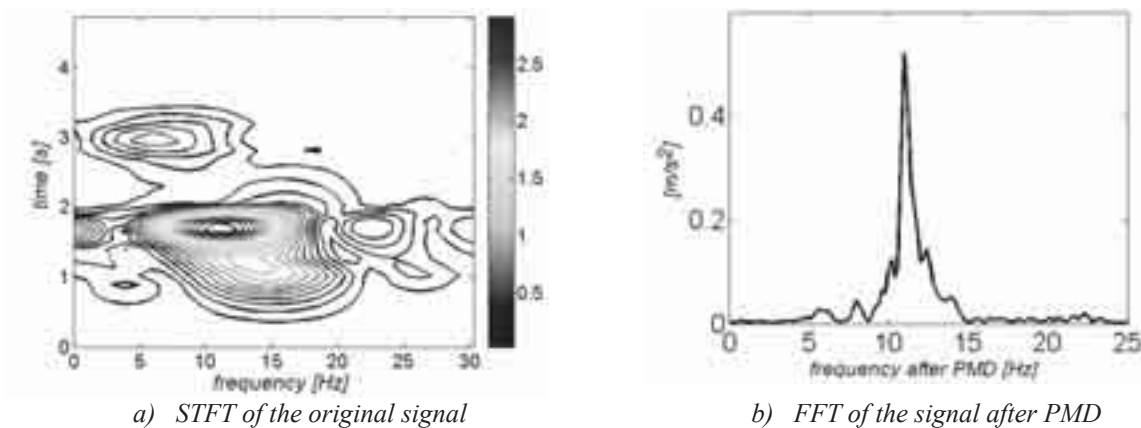 4
3
2
1
0
time [s]
0 5 10 15 20 25 30
frequency [Hz]
2.5
2
1.5
1
0.5
a) STFT of the original signal
0.4
0.2
0
[m/s²]
0 5 10 15 20 25
frequency after PMD [Hz]
b) FFT of the signal after PMD